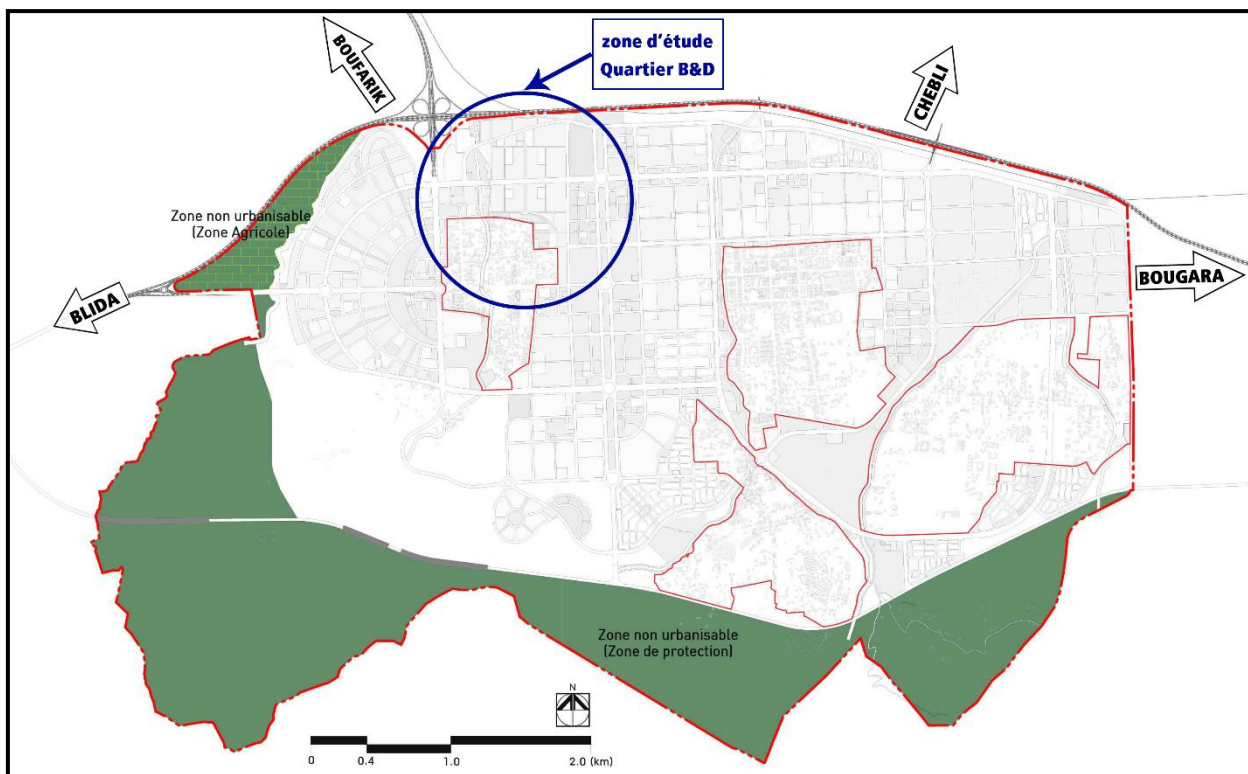 zone d'étude
Quartier B&D
BOUFARIK
CHEBLI
Zone non urbanisable
(Zone Agricole)
BLIDA
BOUGARA
Zone non urbanisable
(Zone de protection)
N
0 0.4 1.0 2.0 (km)